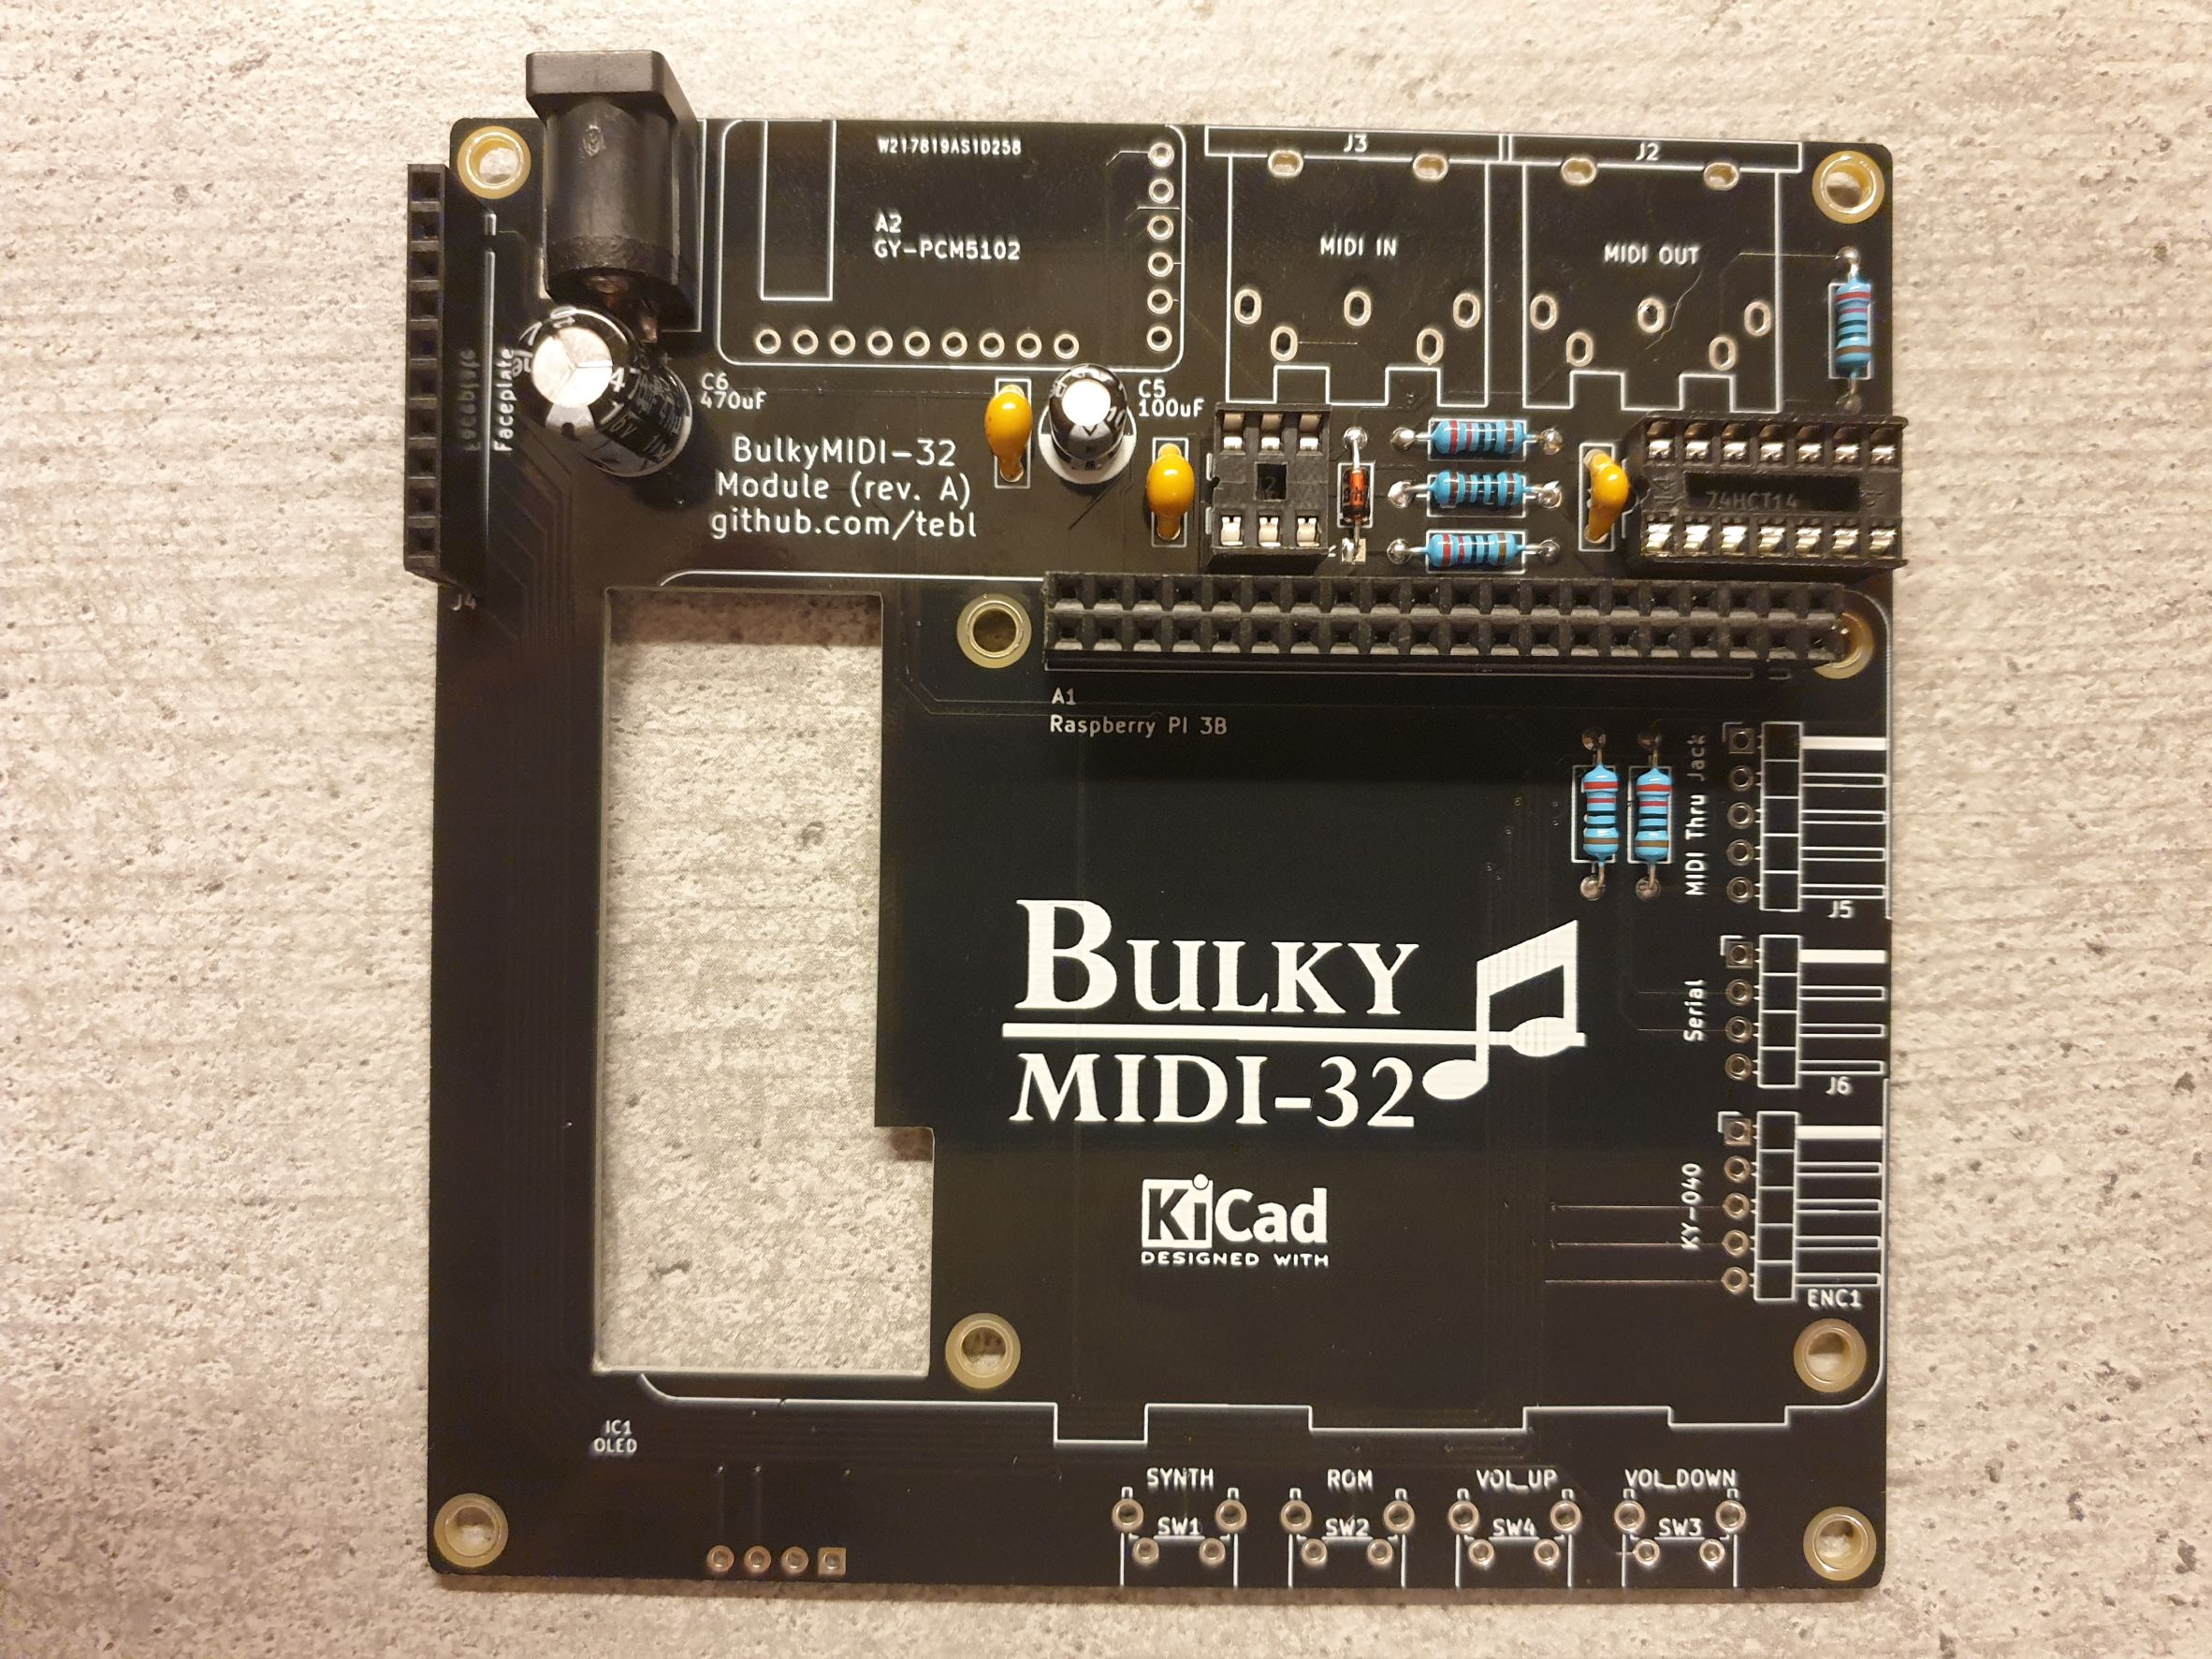 W217819AS1D258
J3
J2
A2
GY-PCM5102
MIDI IN
MIDI OUT
Faceplate
C6
470uF
C5
100uF
BulkyMIDI-32
Module (rev. A)
github.com/tebl
74HCT14
J4
A1
Raspberry PI 3B
MIDI Thru Jack
J5
BULKY
MIDI-32
Serial
J6
KiCad
DESIGNED WITH
KY-040
ENC1
IC1
OLED
SYNTH
ROM
VOL_UP
VOL_DOWN
SW1
SW2
SW4
SW3